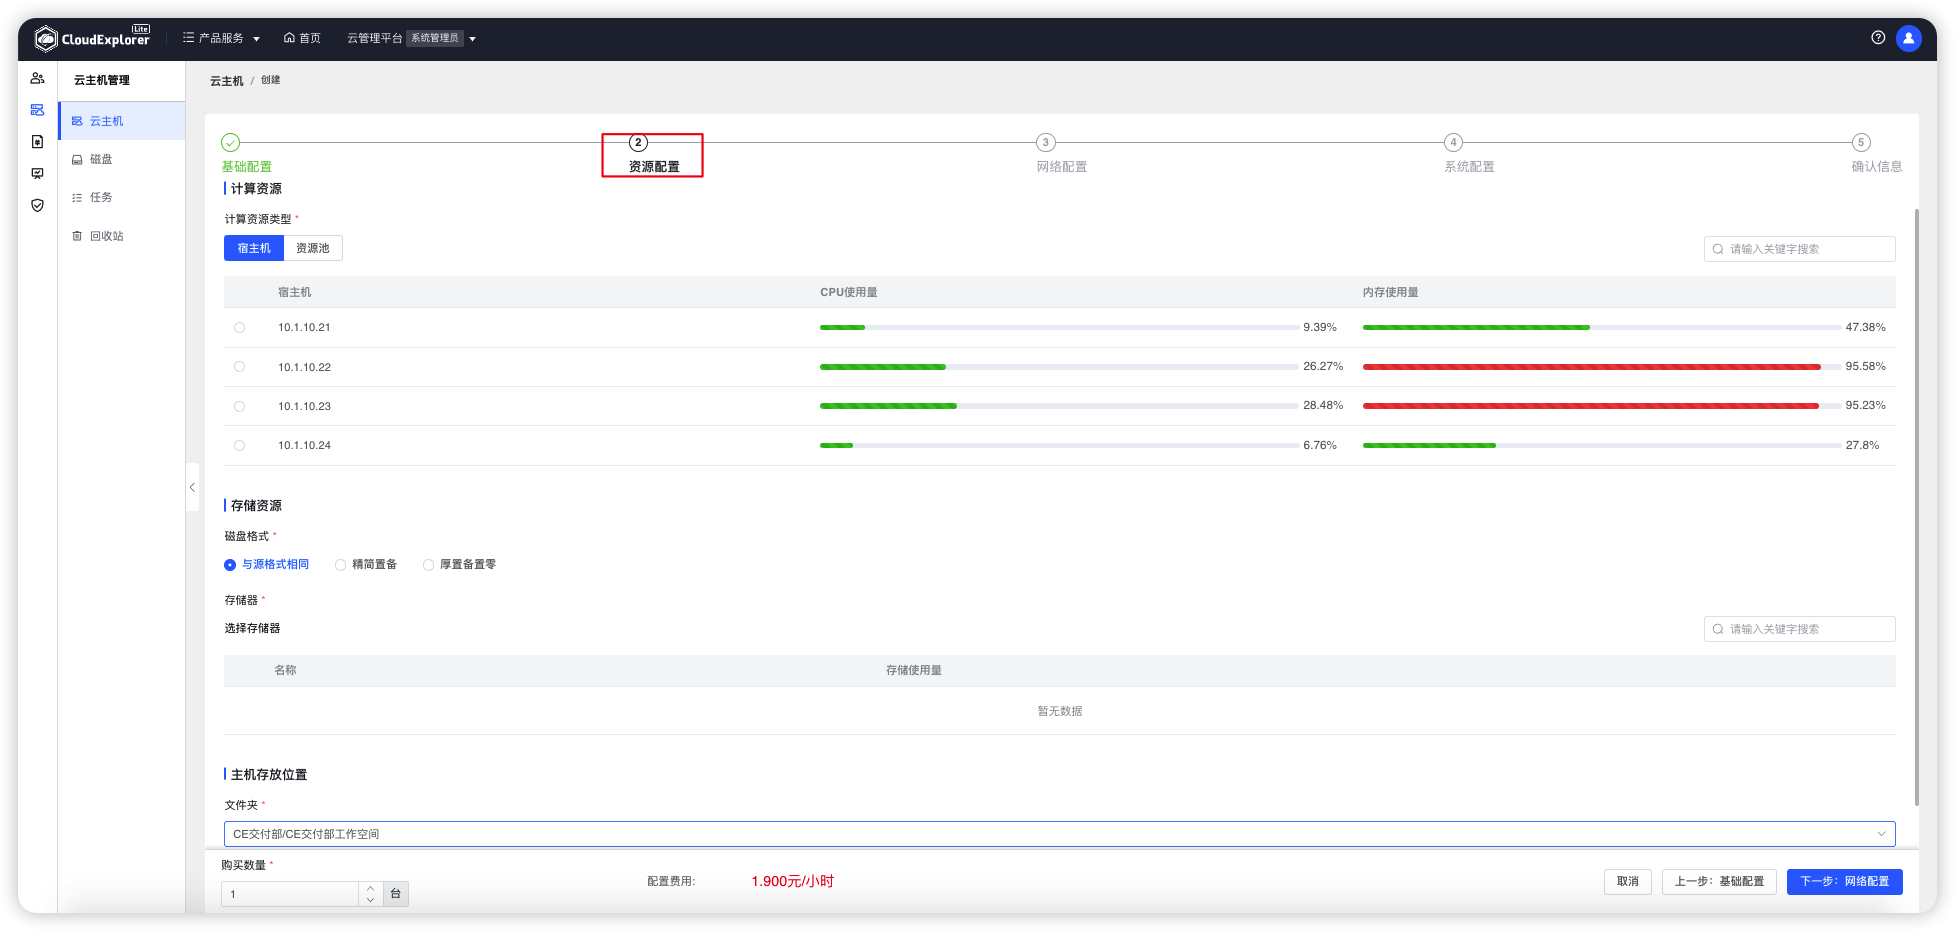 CloudExplorer Lite
产品服务
首页
云管理平台 系统管理员
云主机管理
云主机
磁盘
任务
回收站
云主机 / 创建
2
3
4
5
基础配置
资源配置
网络配置
系统配置
确认信息
计算资源
计算资源类型 *
宿主机 资源池
请输入关键字搜索
宿主机 CPU使用量 内存使用量
10.1.10.21 9.39% 47.38%
10.1.10.22 26.27% 95.58%
10.1.10.23 28.48% 95.23%
10.1.10.24 6.76% 27.8%
存储资源
磁盘格式 *
与源格式相同 精简置备 厚置备置零
存储器 *
选择存储器
请输入关键字搜索
名称 存储使用量
暂无数据
主机存放位置
文件夹 *
CE交付部/CE交付部工作空间
购买数量 *
1 台
配置费用: 1.900元/小时
取消
上一步：基础配置
下一步：网络配置